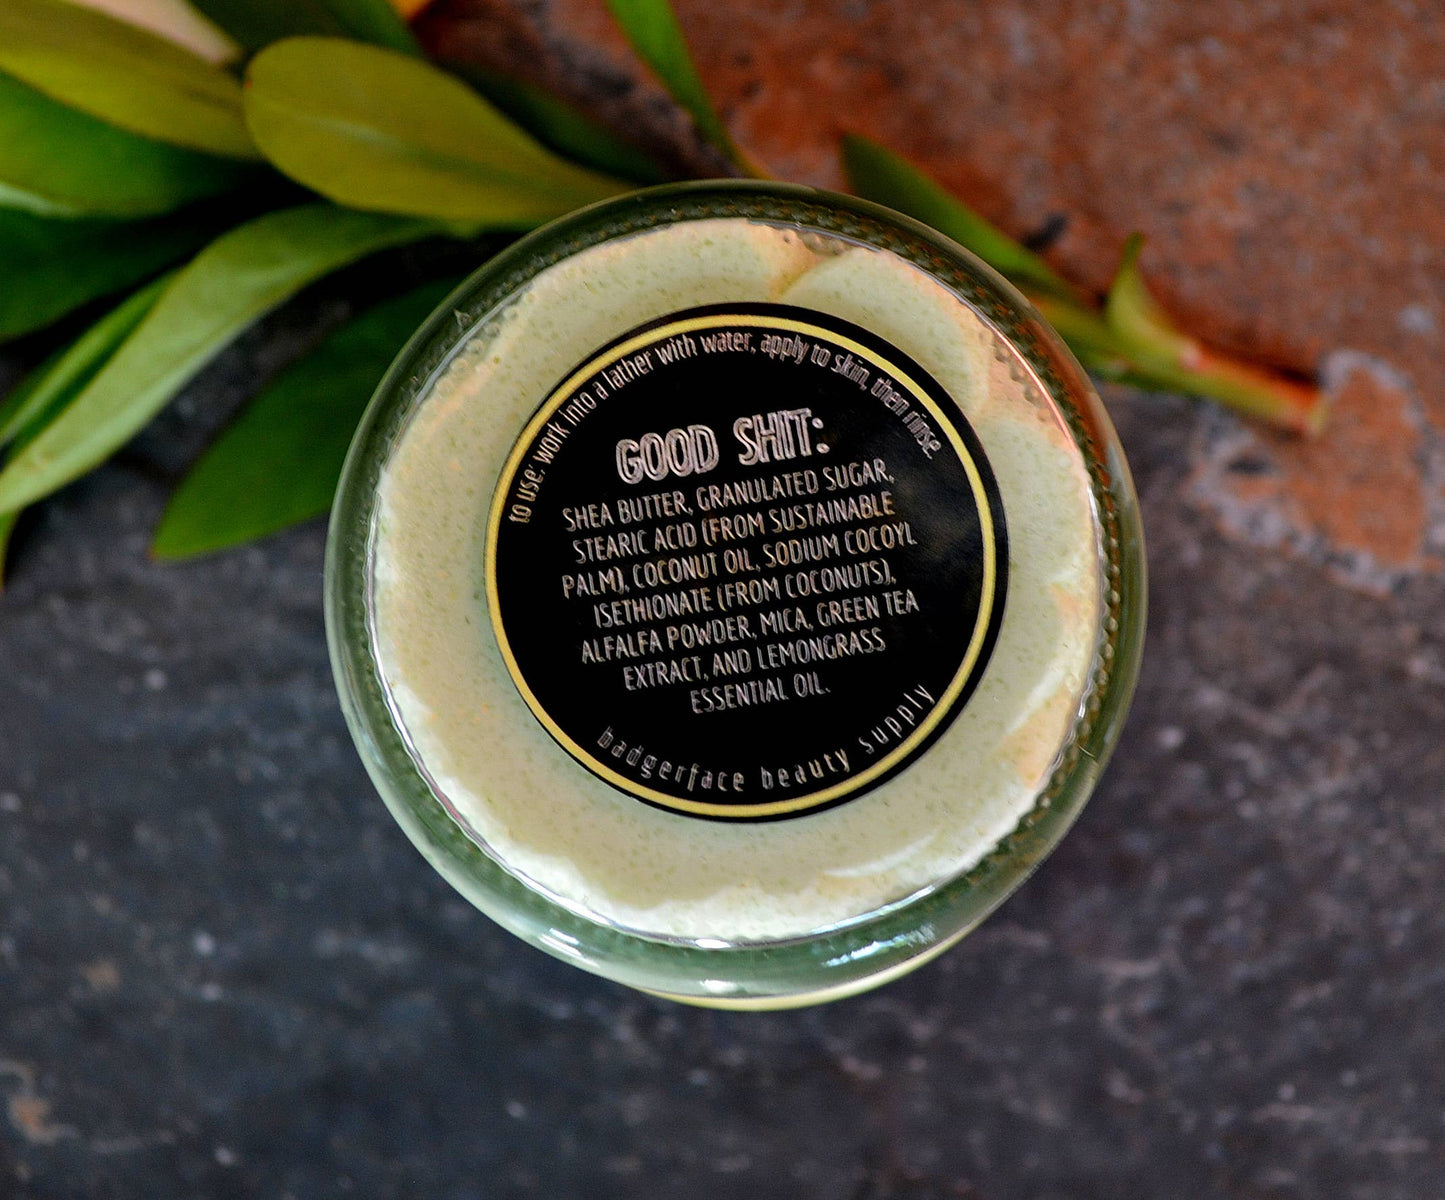 to use: work into a lather with water, apply to skin, then rinse.
GOOD SHIT:
SHEA BUTTER, GRANULATED SUGAR,
STEARIC ACID (FROM SUSTAINABLE
PALM), COCONUT OIL, SODIUM COCOYL
ISETHIONATE (FROM COCONUTS),
ALFALFA POWDER, MICA, GREEN TEA
EXTRACT, AND LEMONGRASS
ESSENTIAL OIL.
badgerface beauty supply